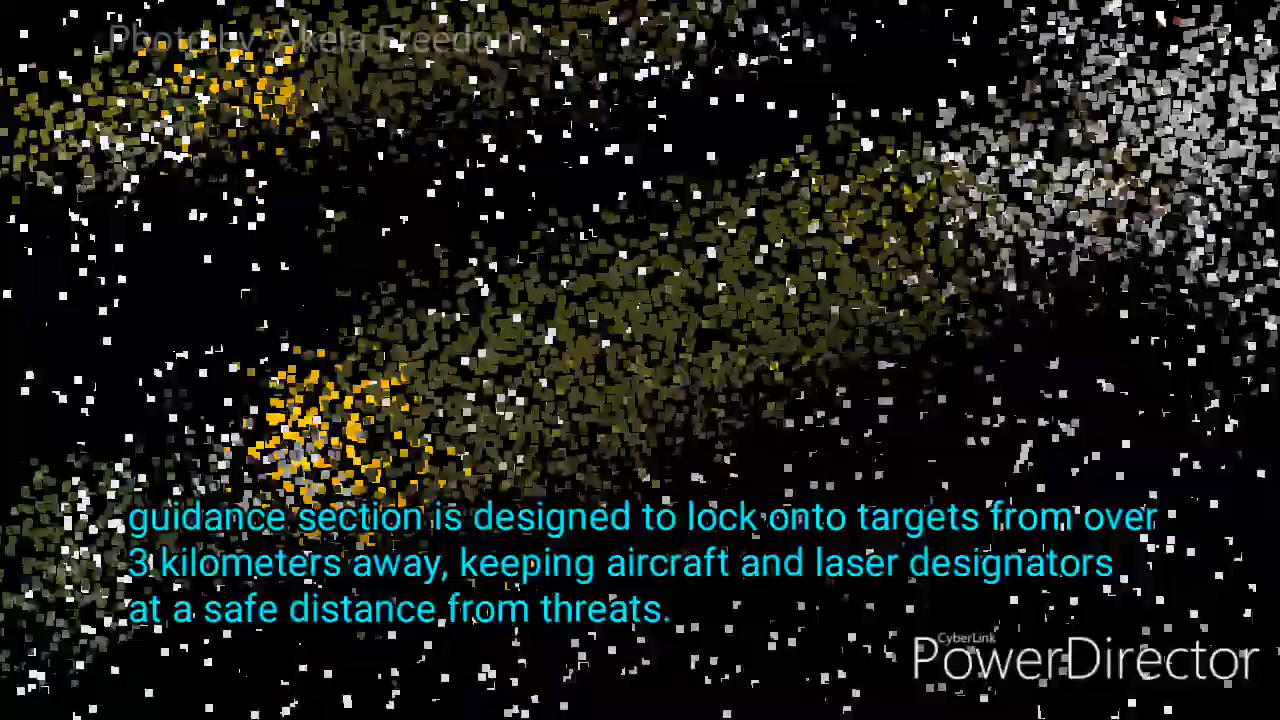 Photo by: Akela Freedom
guidance section is designed to lock onto targets from over
3 kilometers away, keeping aircraft and laser designators
at a safe distance from threats.
CyberLink
PowerDirector